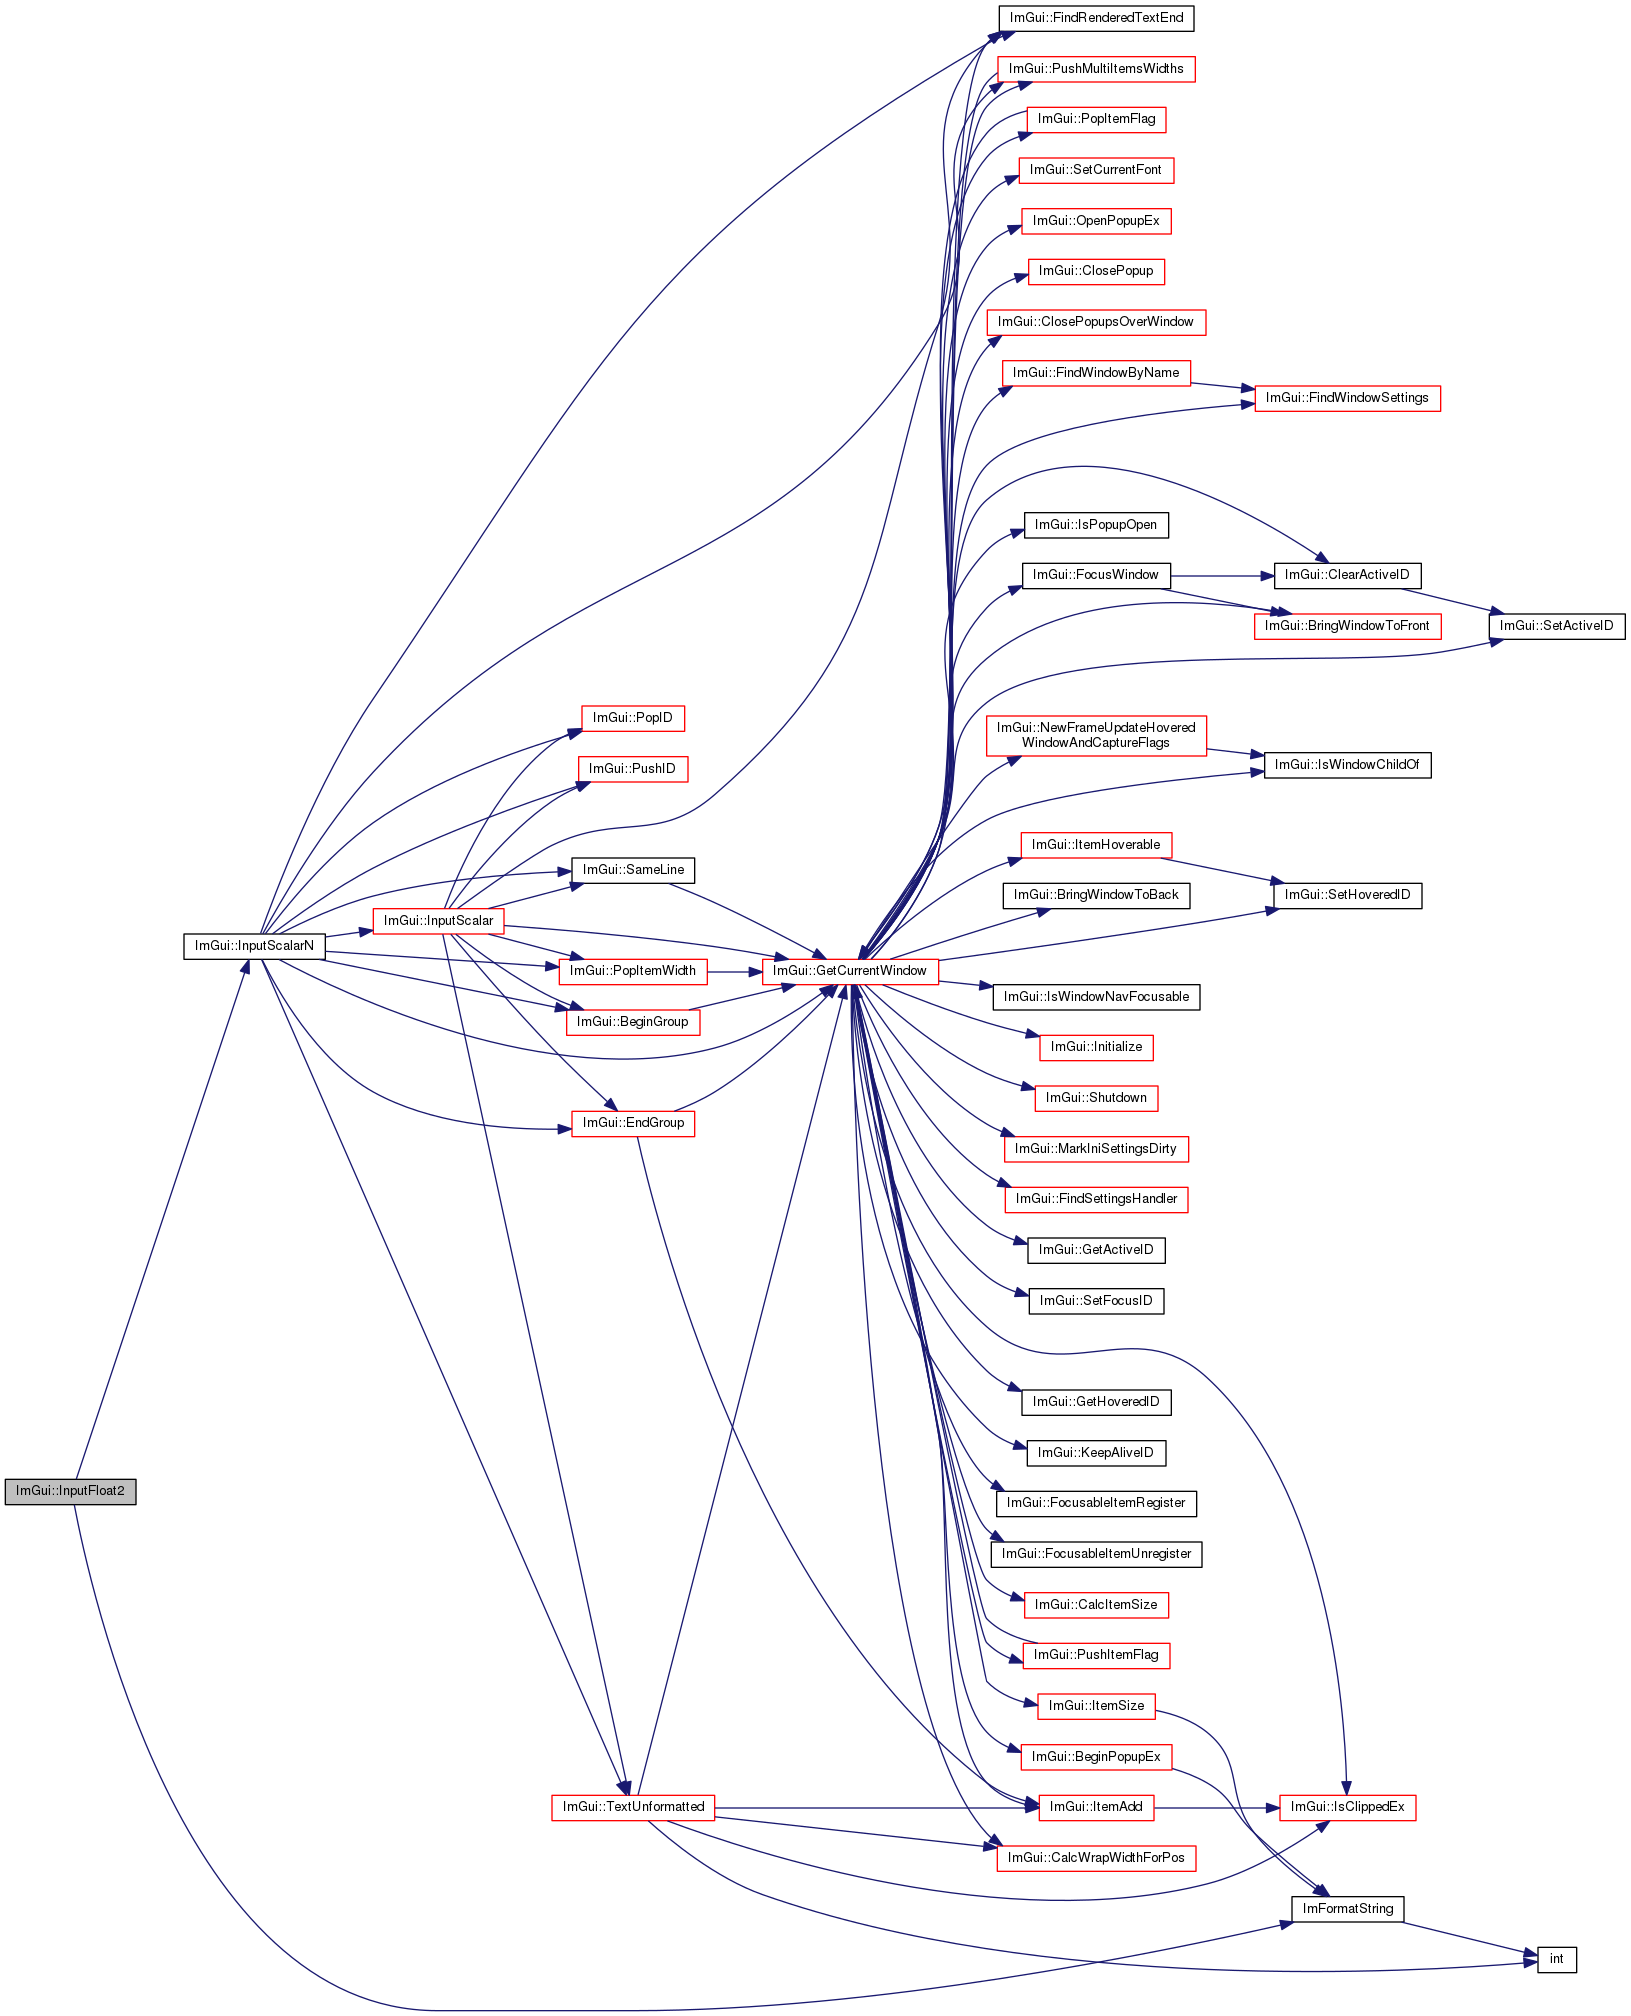 ImGui::FindRenderedTextEnd
ImGui::PushMultiItemsWidths
ImGui::PopItemFlag
ImGui::SetCurrentFont
ImGui::OpenPopupEx
ImGui::ClosePopup
ImGui::ClosePopupsOverWindow
ImGui::FindWindowByName
ImGui::FindWindowSettings
ImGui::IsPopupOpen
ImGui::FocusWindow
ImGui::ClearActiveID
ImGui::BringWindowToFront
ImGui::SetActiveID
ImGui::PopID
ImGui::NewFrameUpdateHovered
WindowAndCaptureFlags
ImGui::PushID
ImGui::IsWindowChildOf
ImGui::ItemHoverable
ImGui::SameLine
ImGui::BringWindowToBack
ImGui::SetHoveredID
ImGui::InputScalar
ImGui::InputScalarN
ImGui::PopItemWidth
ImGui::GetCurrentWindow
ImGui::IsWindowNavFocusable
ImGui::BeginGroup
ImGui::Initialize
ImGui::Shutdown
ImGui::EndGroup
ImGui::MarkIniSettingsDirty
ImGui::FindSettingsHandler
ImGui::GetActiveID
ImGui::SetFocusID
ImGui::GetHoveredID
ImGui::KeepAliveID
ImGui::InputFloat2
ImGui::FocusableItemRegister
ImGui::FocusableItemUnregister
ImGui::CalcItemSize
ImGui::PushItemFlag
ImGui::ItemSize
ImGui::BeginPopupEx
ImGui::TextUnformatted
ImGui::ItemAdd
ImGui::IsClippedEx
ImGui::CalcWrapWidthForPos
ImFormatString
int